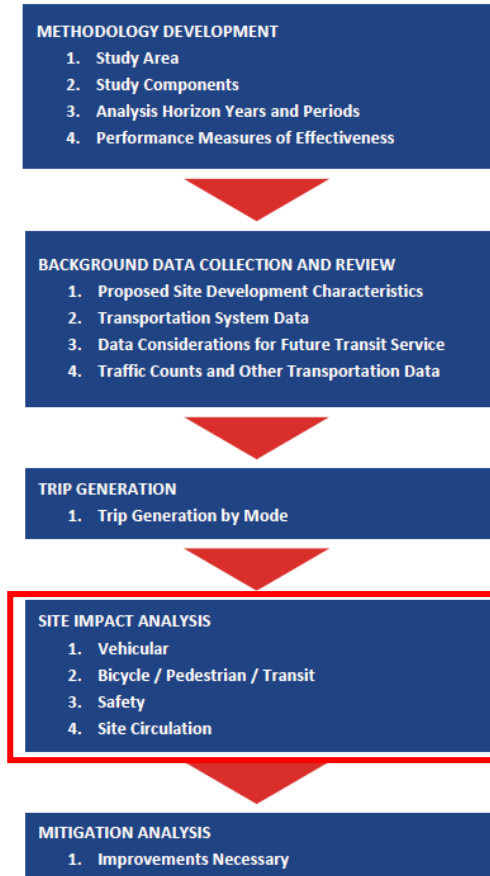 METHODOLOGY DEVELOPMENT
1. Study Area
2. Study Components
3. Analysis Horizon Years and Periods
4. Performance Measures of Effectiveness
BACKGROUND DATA COLLECTION AND REVIEW
1. Proposed Site Development Characteristics
2. Transportation System Data
3. Data Considerations for Future Transit Service
4. Traffic Counts and Other Transportation Data
TRIP GENERATION
1. Trip Generation by Mode
SITE IMPACT ANALYSIS
1. Vehicular
2. Bicycle / Pedestrian / Transit
3. Safety
4. Site Circulation
MITIGATION ANALYSIS
1. Improvements Necessary